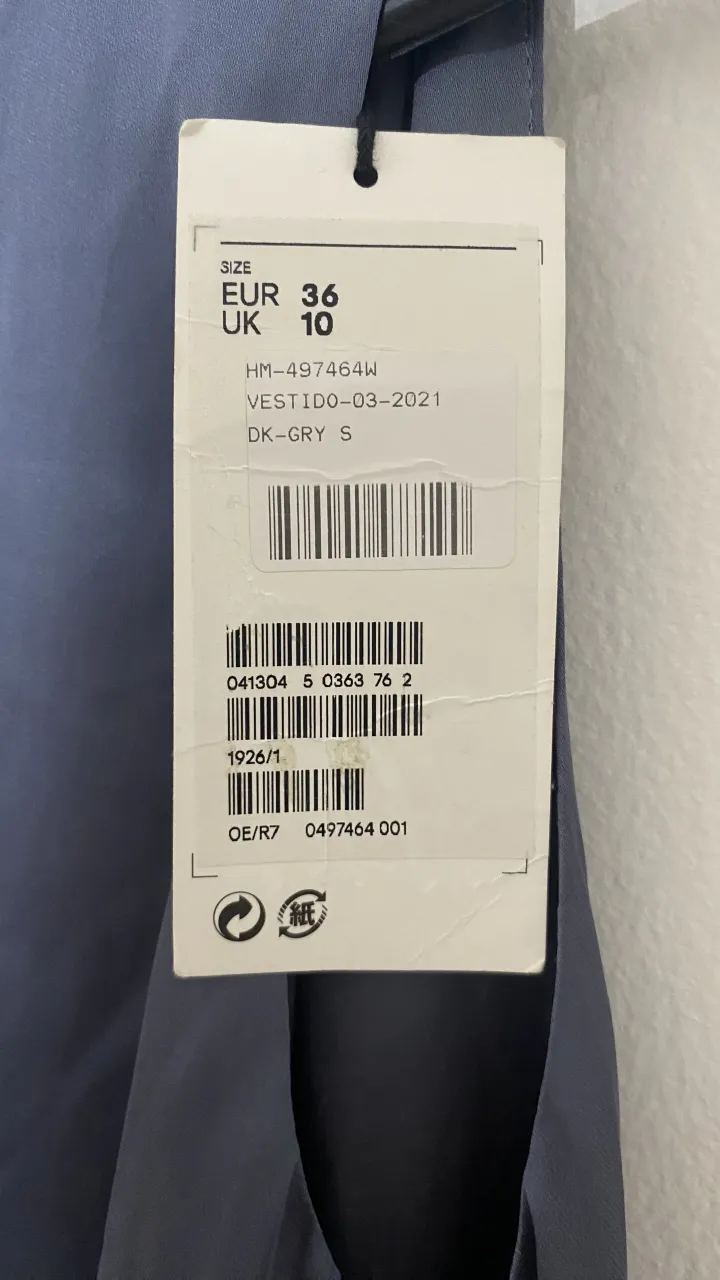 SIZE
EUR 36
UK 10
HM-497464W
VESTIDO-03-2021
DK-GRY S
041304 5 0363 76 2
1926/1
OE/R7 0497464 001
紙